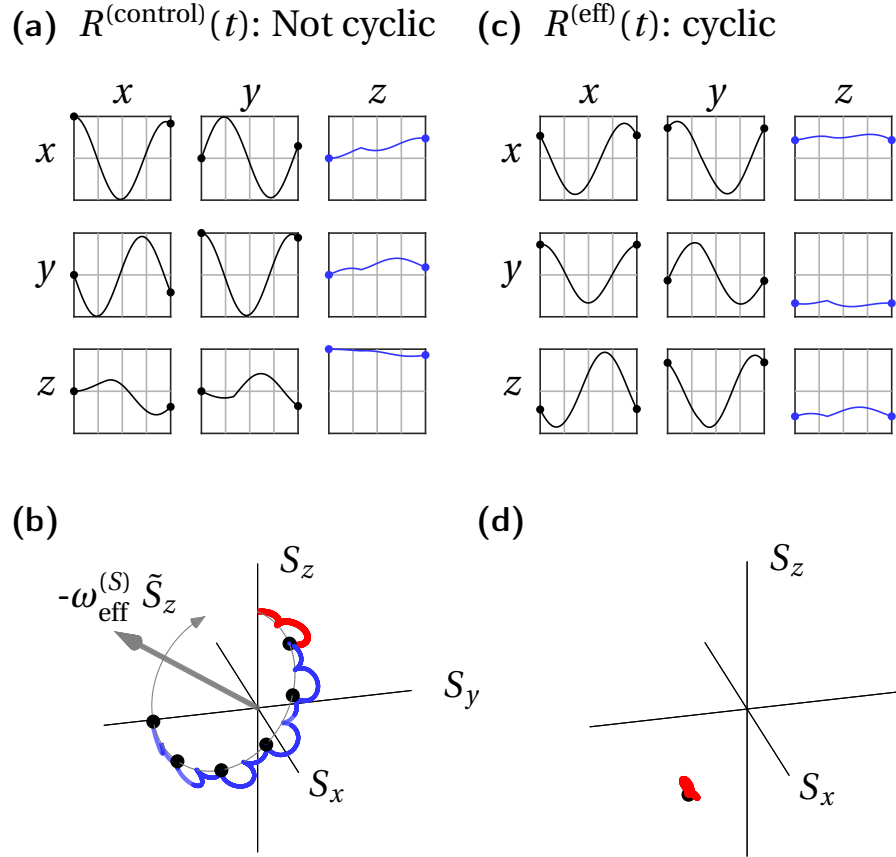 (a) R^(control)(t): Not cyclic
x y z
x
y
z
(c) R^(eff)(t): cyclic
x y z
x
y
z
(b)
S_z
-ω_eff^(S) S̃_z
S_y
S_x
(d)
S_z
S_x